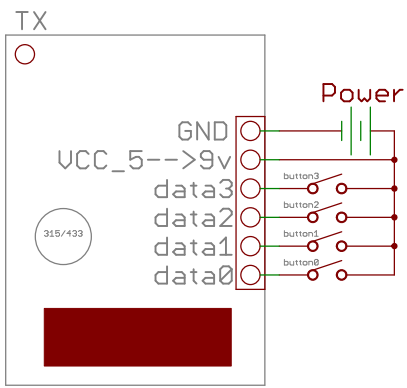 TX
Power
GND
VCC_5-->9v
data3
button3
data2
button2
data1
button1
data0
button0
315/433